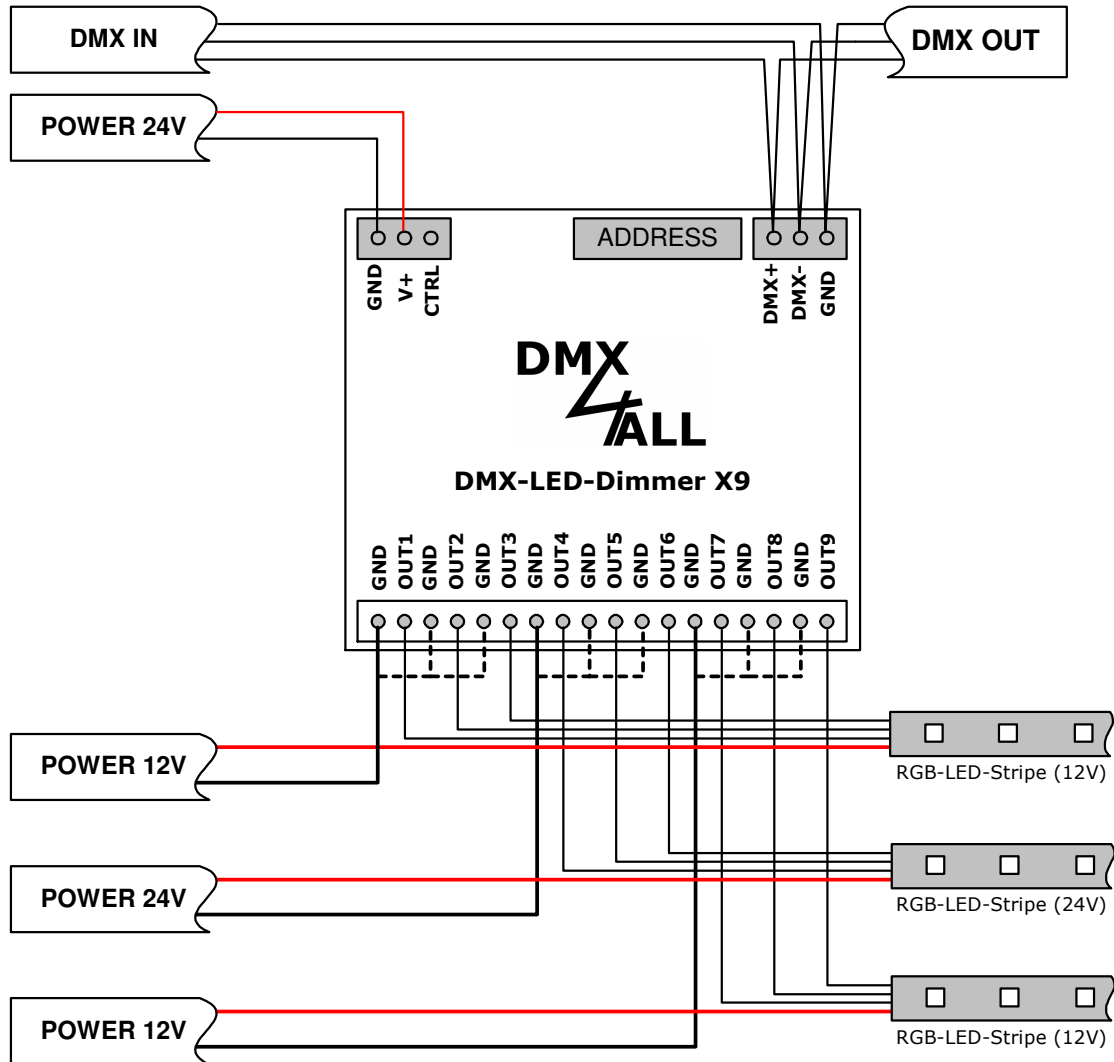 DMX IN
DMX OUT
POWER 24V
ADDRESS
GND
V+
CTRL
DMX+
DMX-
GND
DMX
4
ALL
DMX-LED-Dimmer X9
GND
OUT1
GND
OUT2
GND
OUT3
GND
OUT4
GND
OUT5
GND
OUT6
GND
OUT7
GND
OUT8
GND
OUT9
POWER 12V
RGB-LED-Stripe (12V)
POWER 24V
RGB-LED-Stripe (24V)
POWER 12V
RGB-LED-Stripe (12V)